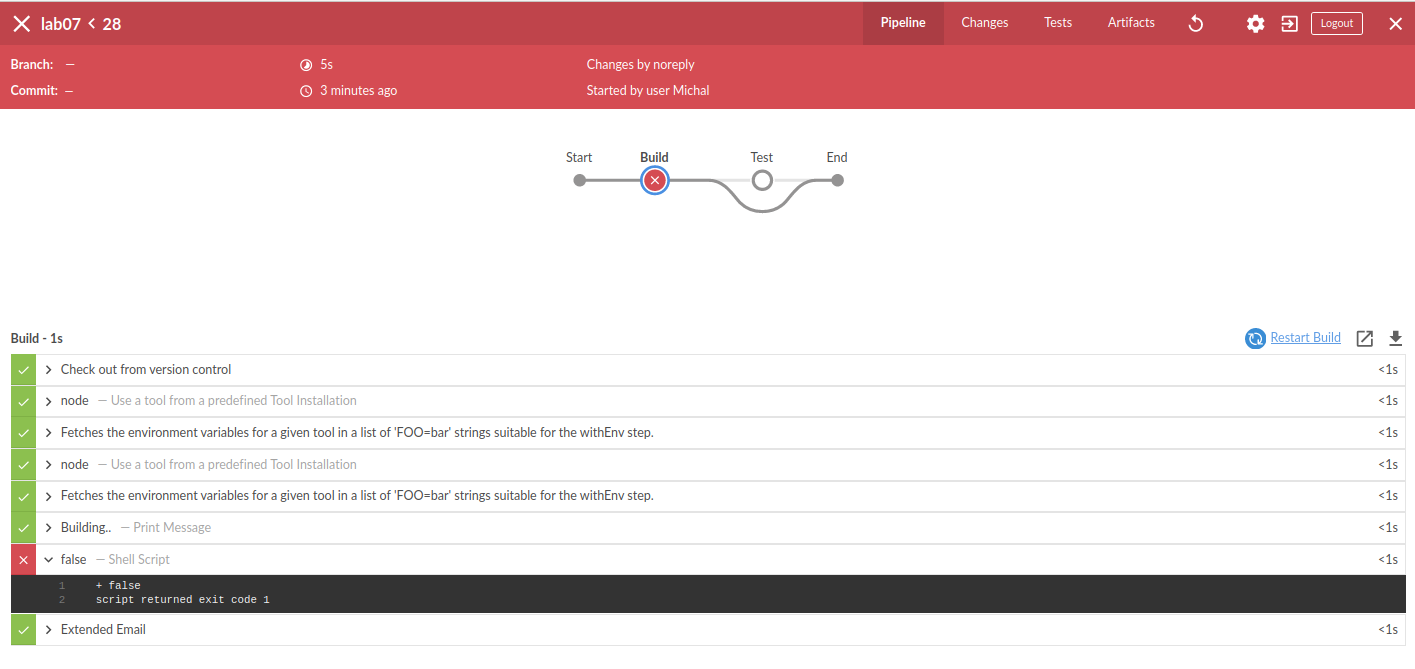 lab07 < 28 Pipeline Changes Tests Artifacts Logout
Branch: — 5s Changes by noreply
Commit: — 3 minutes ago Started by user Michal
Start Build Test End
Build - 1s Restart Build
Check out from version control <1s
node — Use a tool from a predefined Tool Installation <1s
Fetches the environment variables for a given tool in a list of 'FOO=bar' strings suitable for the withEnv step. <1s
node — Use a tool from a predefined Tool Installation <1s
Fetches the environment variables for a given tool in a list of 'FOO=bar' strings suitable for the withEnv step. <1s
Building.. — Print Message <1s
false — Shell Script <1s
1 + false
2 script returned exit code 1
Extended Email <1s